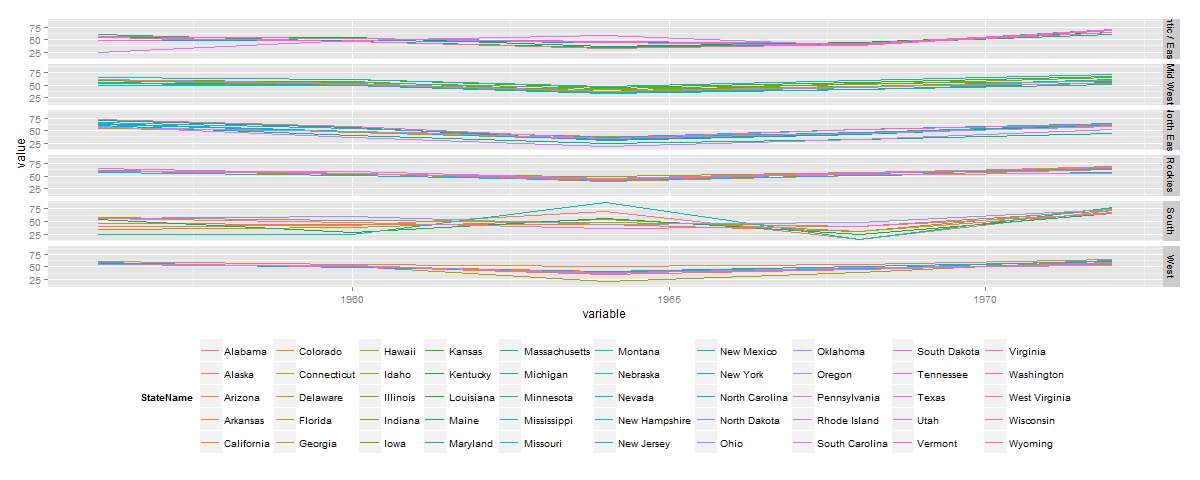 75
50
25
ntic / Eas
75
50
25
Mid West
75
50
25
North East
75
50
25
Rockies
75
50
25
South
75
50
25
West
value
1960
1965
1970
variable
StateName
Alabama Colorado Hawaii Kansas Massachusetts Montana New Mexico Oklahoma South Dakota Virginia
Alaska Connecticut Idaho Kentucky Michigan Nebraska New York Oregon Tennessee Washington
Arizona Delaware Illinois Louisiana Minnesota Nevada North Carolina Pennsylvania Texas West Virginia
Arkansas Florida Indiana Maine Mississippi New Hampshire North Dakota Rhode Island Utah Wisconsin
California Georgia Iowa Maryland Missouri New Jersey Ohio South Carolina Vermont Wyoming